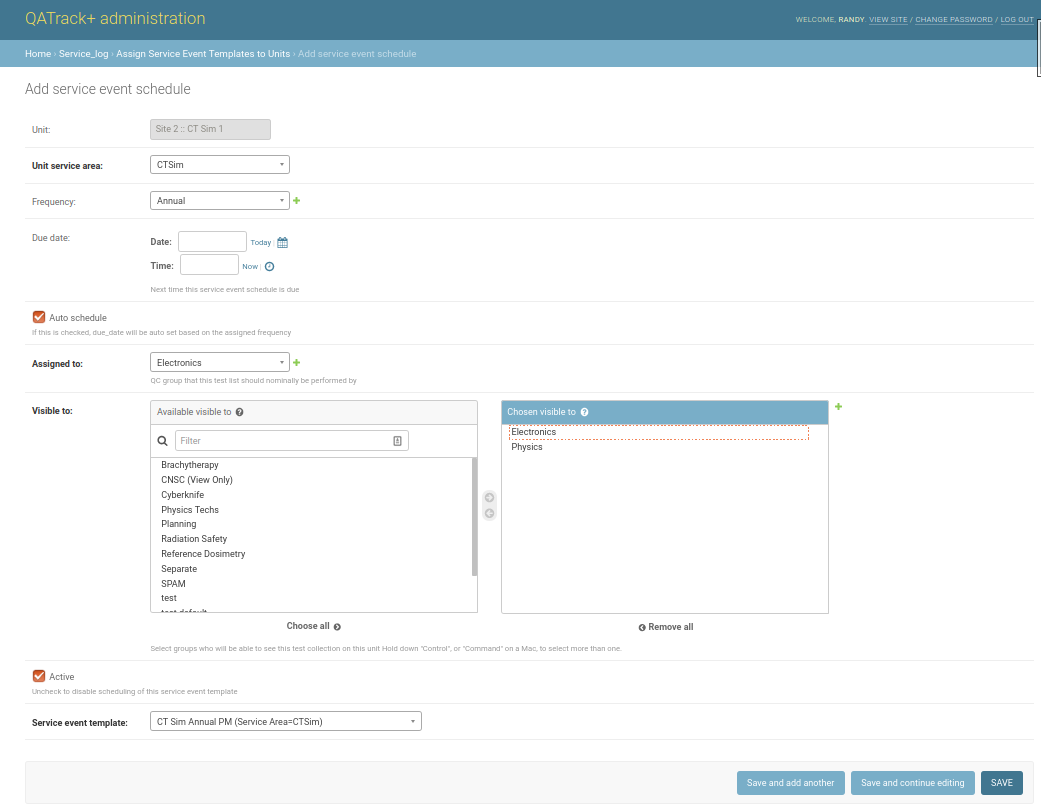 QATrack+ administration
WELCOME, RANDY. VIEW SITE / CHANGE PASSWORD / LOG OUT
Home › Service_log › Assign Service Event Templates to Units › Add service event schedule
Add service event schedule
Unit: Site 2 :: CT Sim 1
Unit service area: CTSim
Frequency: Annual
Due date:
Date: Today |
Time: Now |
Next time this service event schedule is due
Auto schedule
If this is checked, due_date will be auto set based on the assigned frequency
Assigned to: Electronics
QC group that this test list should nominally be performed by
Visible to:
Available visible to ?
Chosen visible to ?
Filter
Electronics
Physics
Brachytherapy
CNSC (View Only)
Cyberknife
Physics Techs
Planning
Radiation Safety
Reference Dosimetry
Separate
SPAM
test
test default
Choose all
Remove all
Select groups who will be able to see this test collection on this unit Hold down "Control", or "Command" on a Mac, to select more than one.
Active
Uncheck to disable scheduling of this service event template
Service event template: CT Sim Annual PM (Service Area=CTSim)
Save and add another
Save and continue editing
SAVE